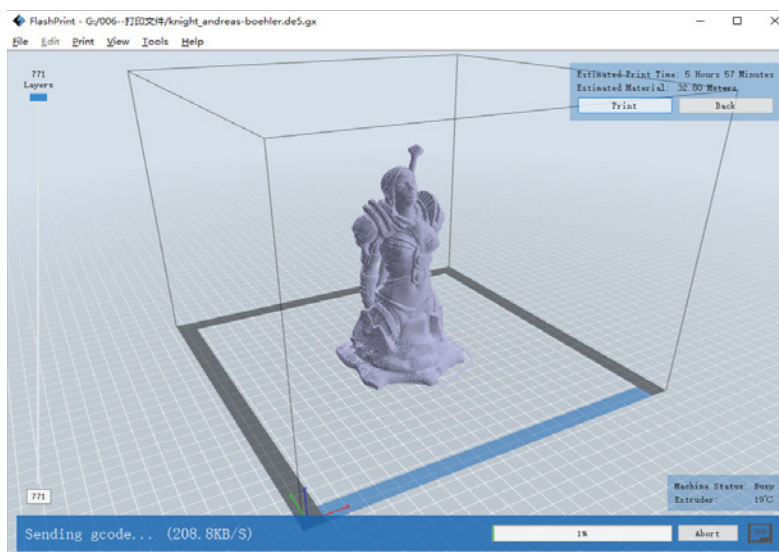 FlashPrint - G:/006--打印文件/knight_andreas-boehler.de5.gx
File Edit Print View Tools Help
771
Layers
Estimated Print Time: 5 Hours 57 Minutes
Estimated Material: 32.80 Meters
Print Back
771
Machine Status: Busy
Extruder: 19℃
Sending gcode... (208.8KB/S) 1% Abort